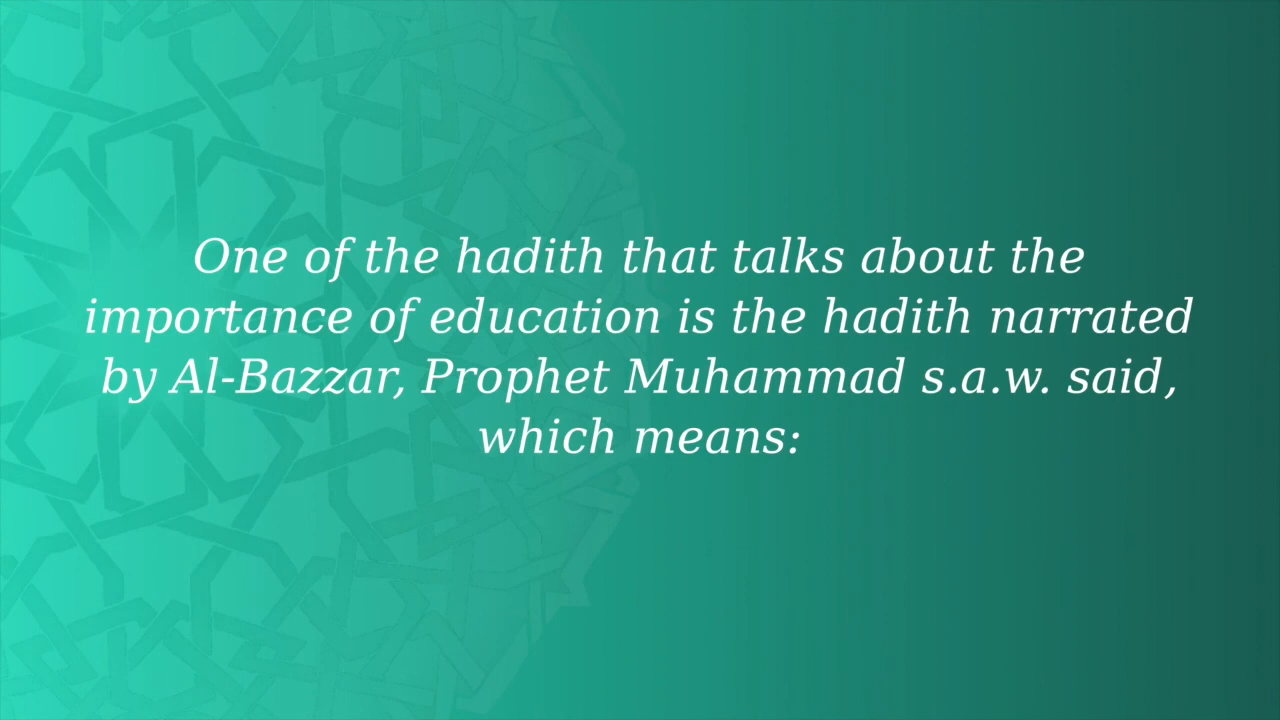 One of the hadith that talks about the
importance of education is the hadith narrated
by Al-Bazzar, Prophet Muhammad s.a.w. said,
which means: